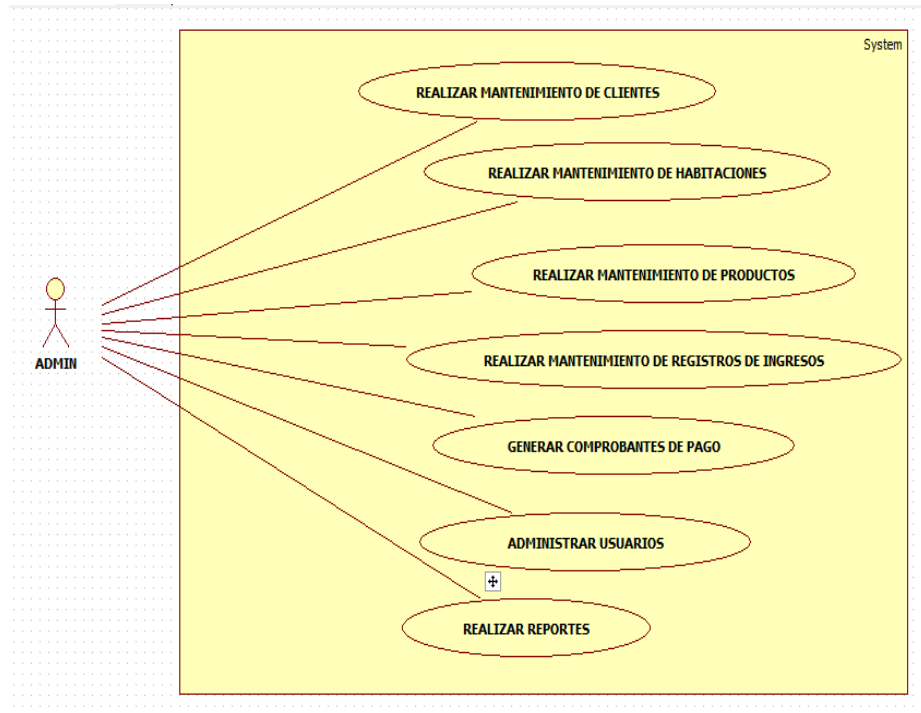 System
REALIZAR MANTENIMIENTO DE CLIENTES
REALIZAR MANTENIMIENTO DE HABITACIONES
REALIZAR MANTENIMIENTO DE PRODUCTOS
ADMIN
REALIZAR MANTENIMIENTO DE REGISTROS DE INGRESOS
GENERAR COMPROBANTES DE PAGO
ADMINISTRAR USUARIOS
REALIZAR REPORTES